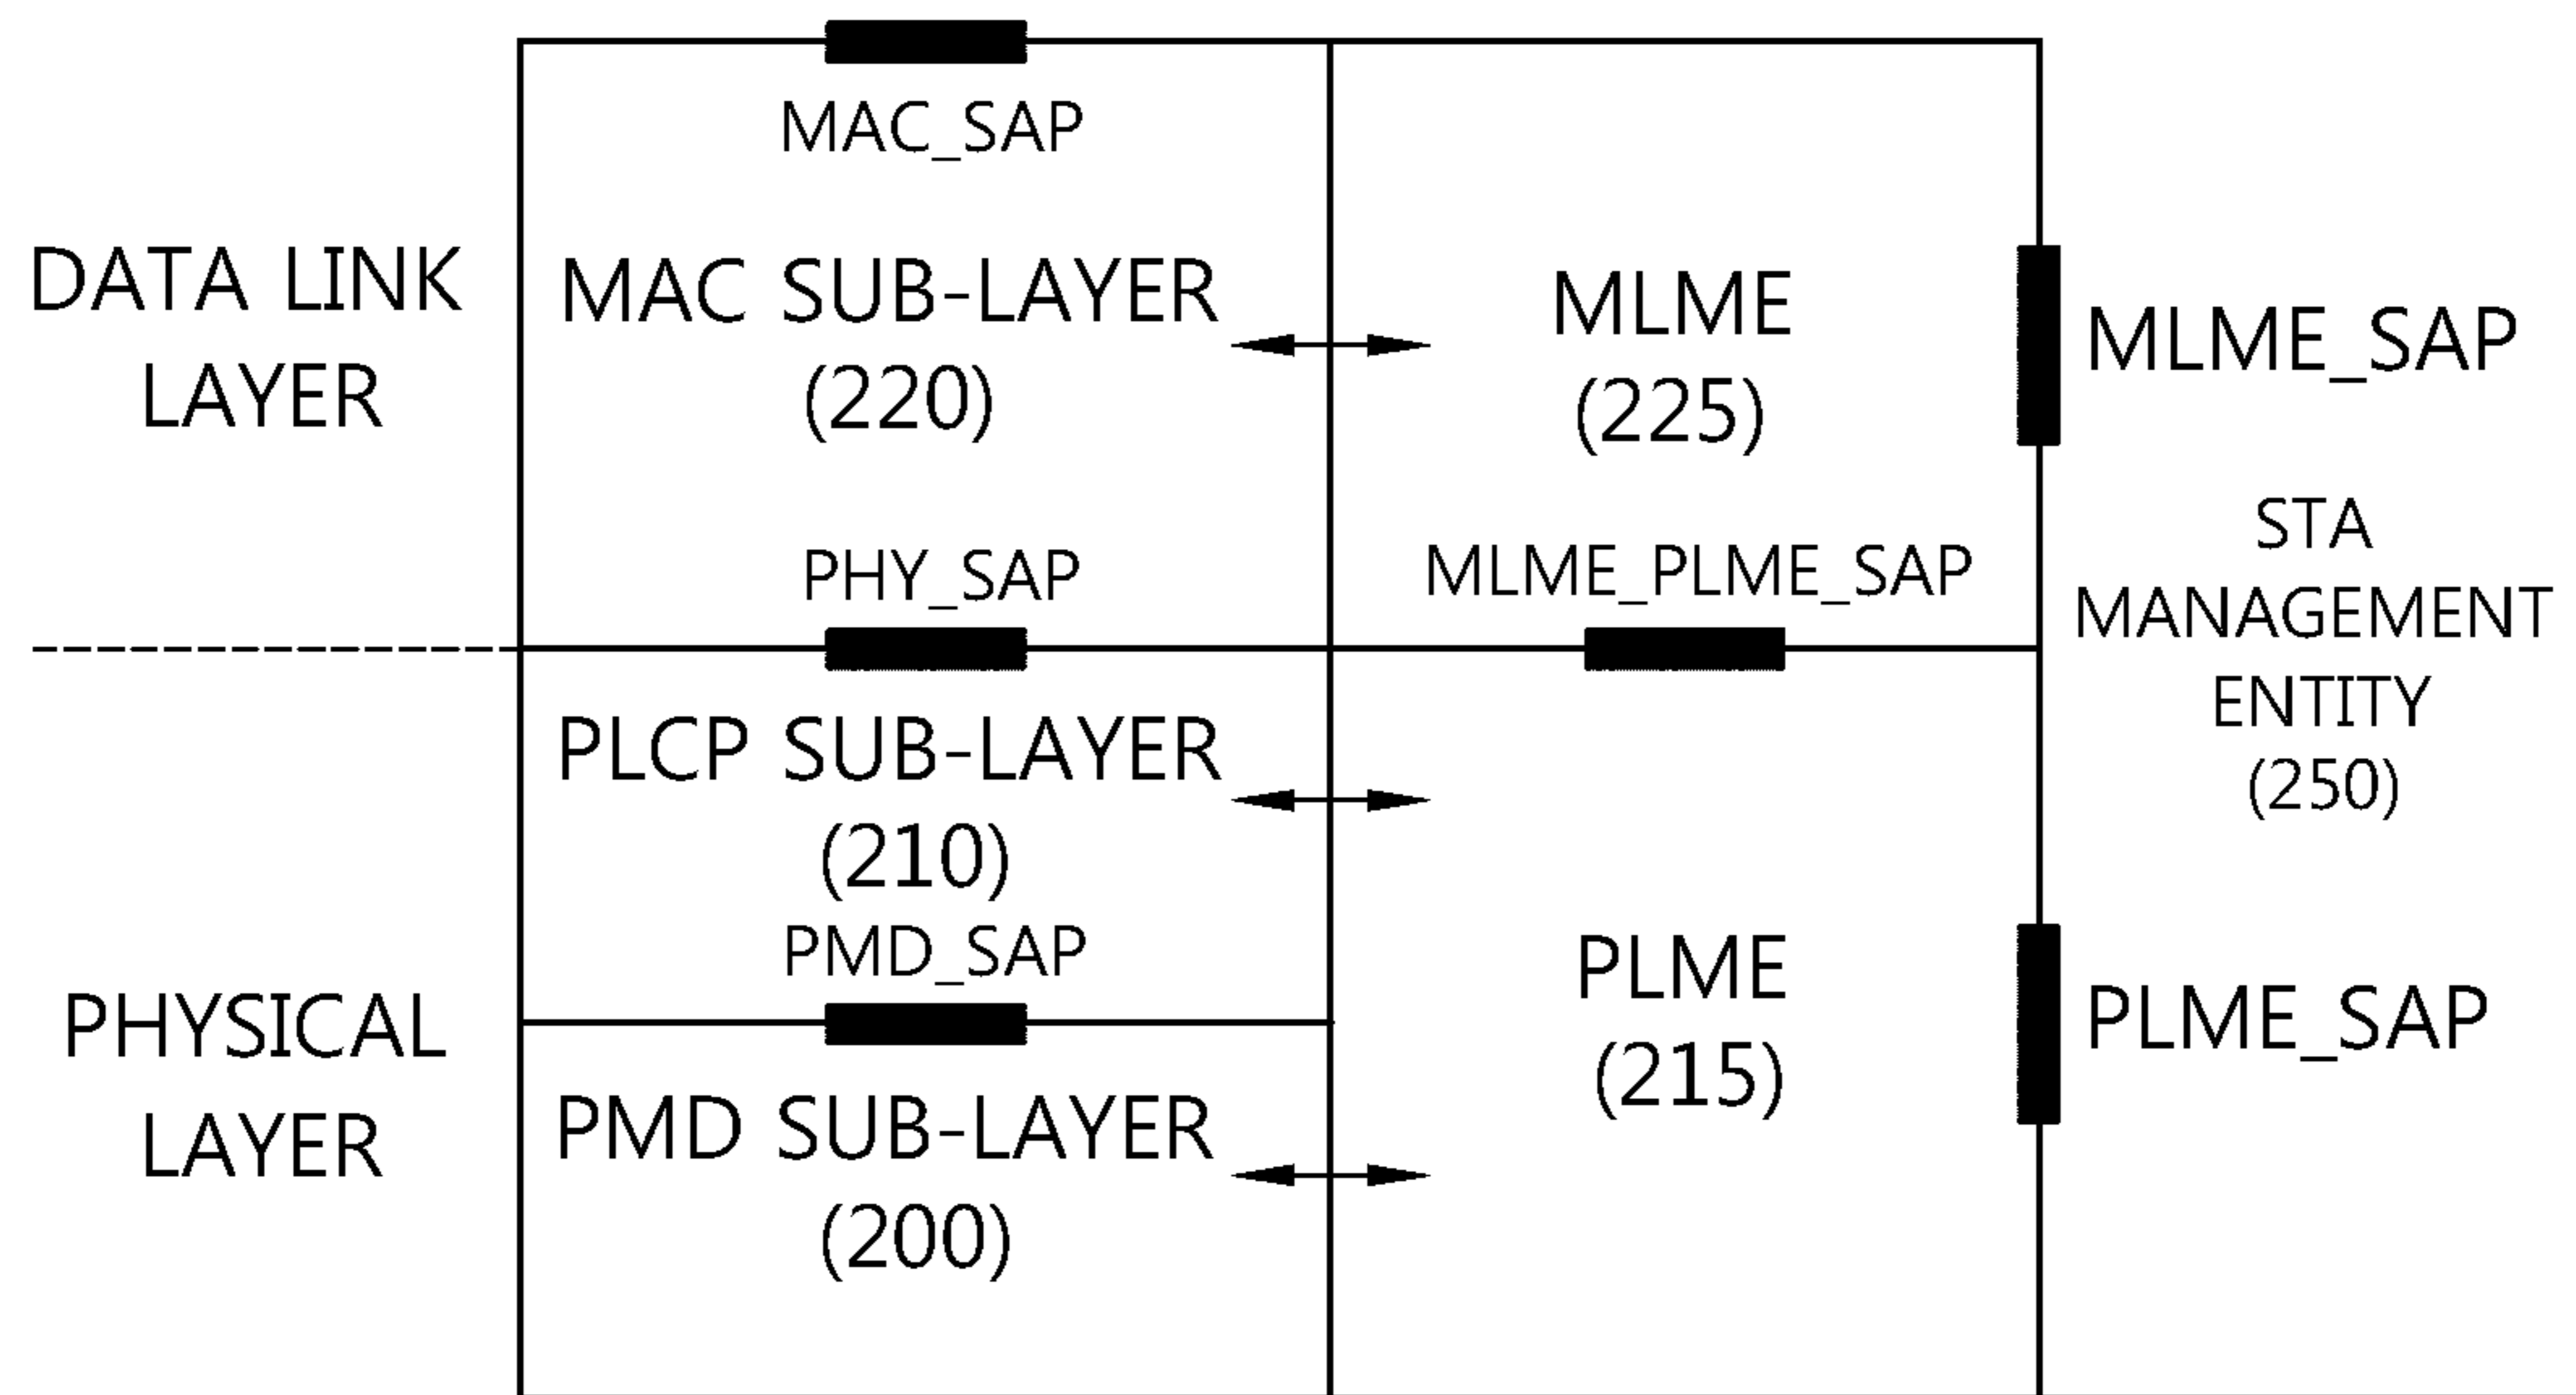 MAC_SAP
DATA LINK
LAYER
MAC SUB-LAYER
(220)
MLME
(225)
MLME_SAP
PHY_SAP
MLME_PLME_SAP
STA
MANAGEMENT
ENTITY
(250)
PLCP SUB-LAYER
(210)
PMD_SAP
PHYSICAL
LAYER
PMD SUB-LAYER
(200)
PLME
(215)
PLME_SAP